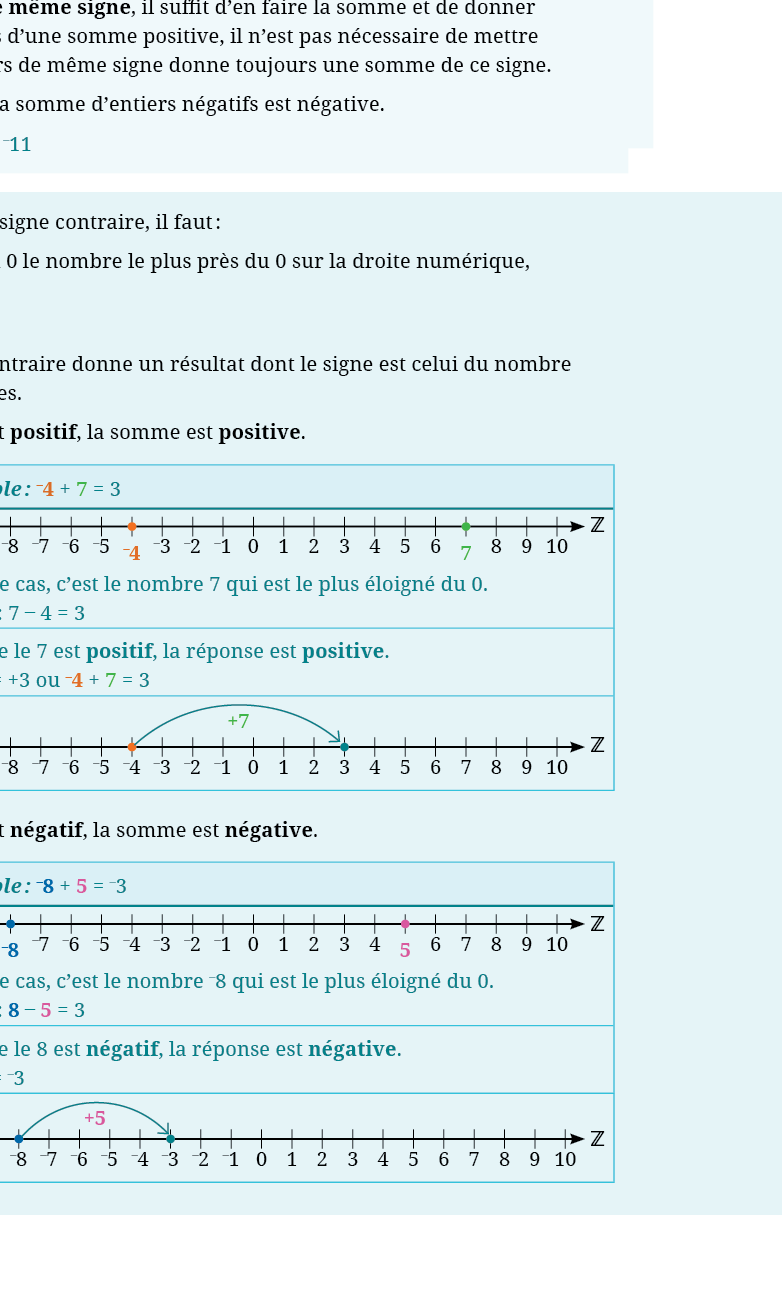 même signe, il suffit d’en faire la somme et de donner
d’une somme positive, il n’est pas nécessaire de mettre
rs de même signe donne toujours une somme de ce signe.
a somme d’entiers négatifs est négative.
⁻11
signe contraire, il faut :
0 le nombre le plus près du 0 sur la droite numérique,
ntraire donne un résultat dont le signe est celui du nombre
es.
t positif, la somme est positive.
ple : ⁻4 + 7 = 3
⁻8 ⁻7 ⁻6 ⁻5 ⁻4 ⁻3 ⁻2 ⁻1 0 1 2 3 4 5 6 7 8 9 10 ℤ
e cas, c’est le nombre 7 qui est le plus éloigné du 0.
: 7 – 4 = 3
e le 7 est positif, la réponse est positive.
= +3 ou ⁻4 + 7 = 3
+7
⁻8 ⁻7 ⁻6 ⁻5 ⁻4 ⁻3 ⁻2 ⁻1 0 1 2 3 4 5 6 7 8 9 10 ℤ
t négatif, la somme est négative.
ple : ⁻8 + 5 = ⁻3
⁻8 ⁻7 ⁻6 ⁻5 ⁻4 ⁻3 ⁻2 ⁻1 0 1 2 3 4 5 6 7 8 9 10 ℤ
e cas, c’est le nombre ⁻8 qui est le plus éloigné du 0.
: 8 – 5 = 3
e le 8 est négatif, la réponse est négative.
= ⁻3
+5
⁻8 ⁻7 ⁻6 ⁻5 ⁻4 ⁻3 ⁻2 ⁻1 0 1 2 3 4 5 6 7 8 9 10 ℤ